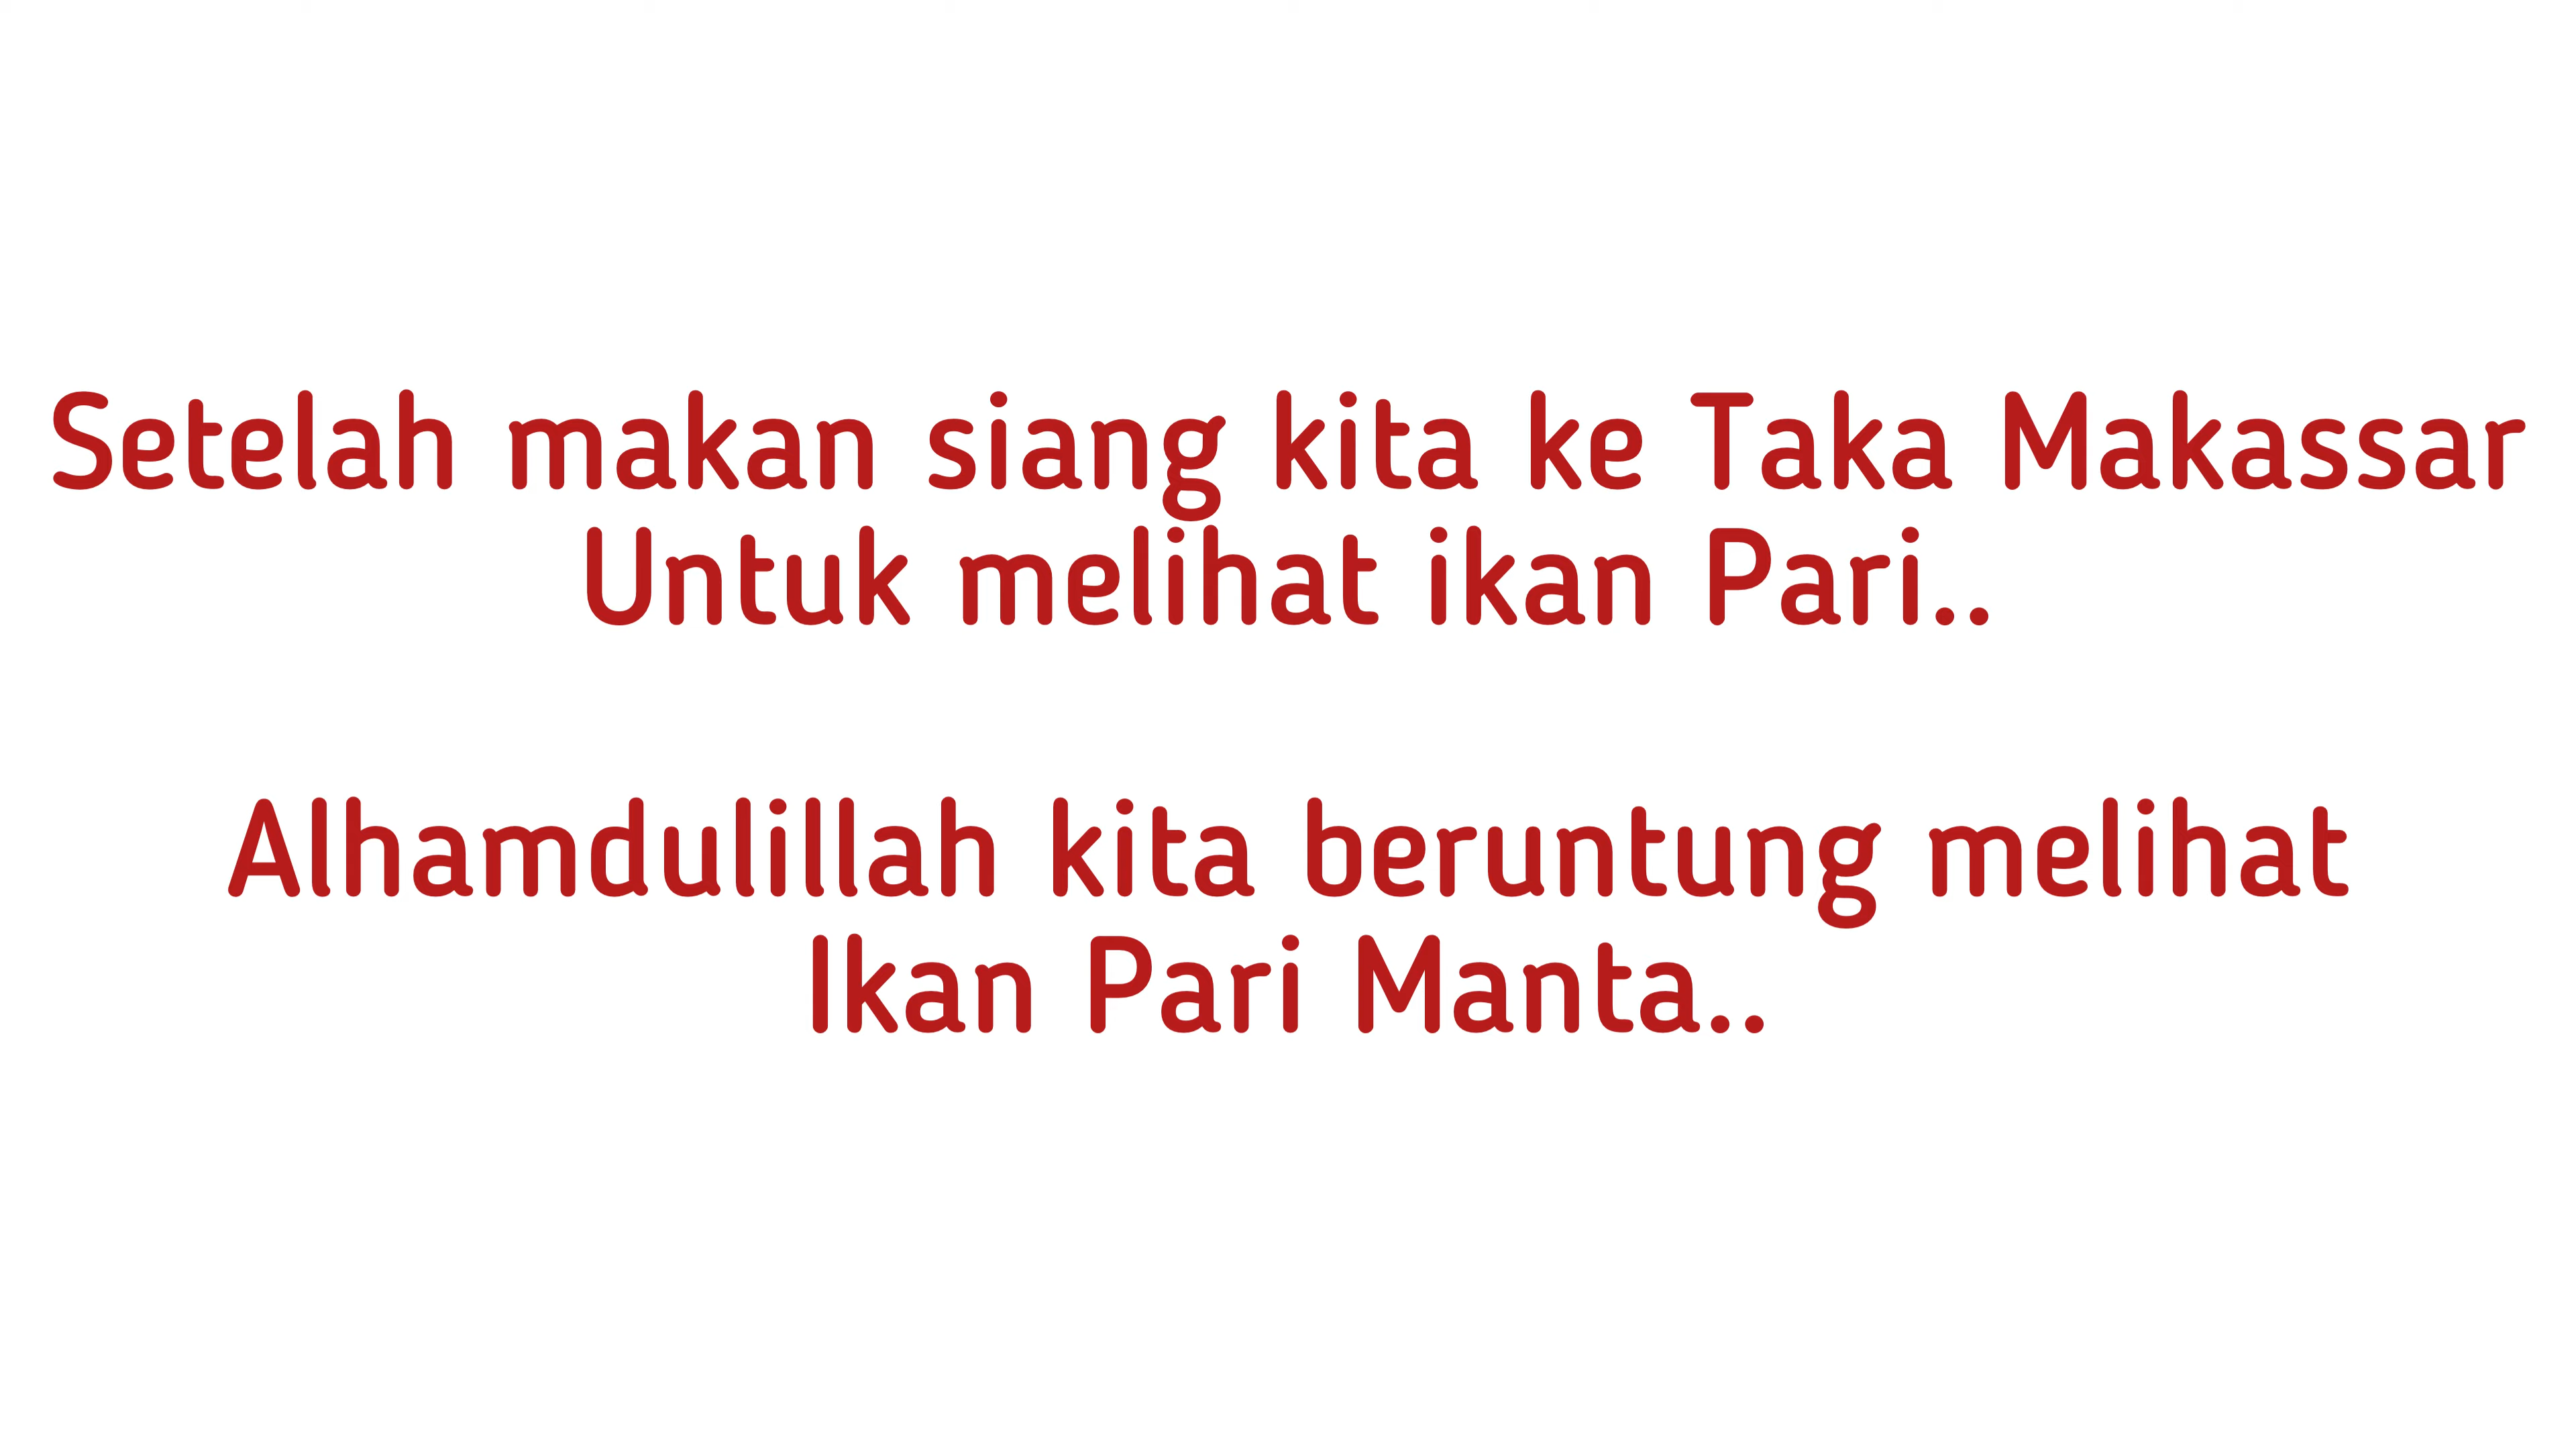 Setelah makan siang kita ke Taka Makassar
Untuk melihat ikan Pari..
Alhamdulillah kita beruntung melihat
Ikan Pari Manta..